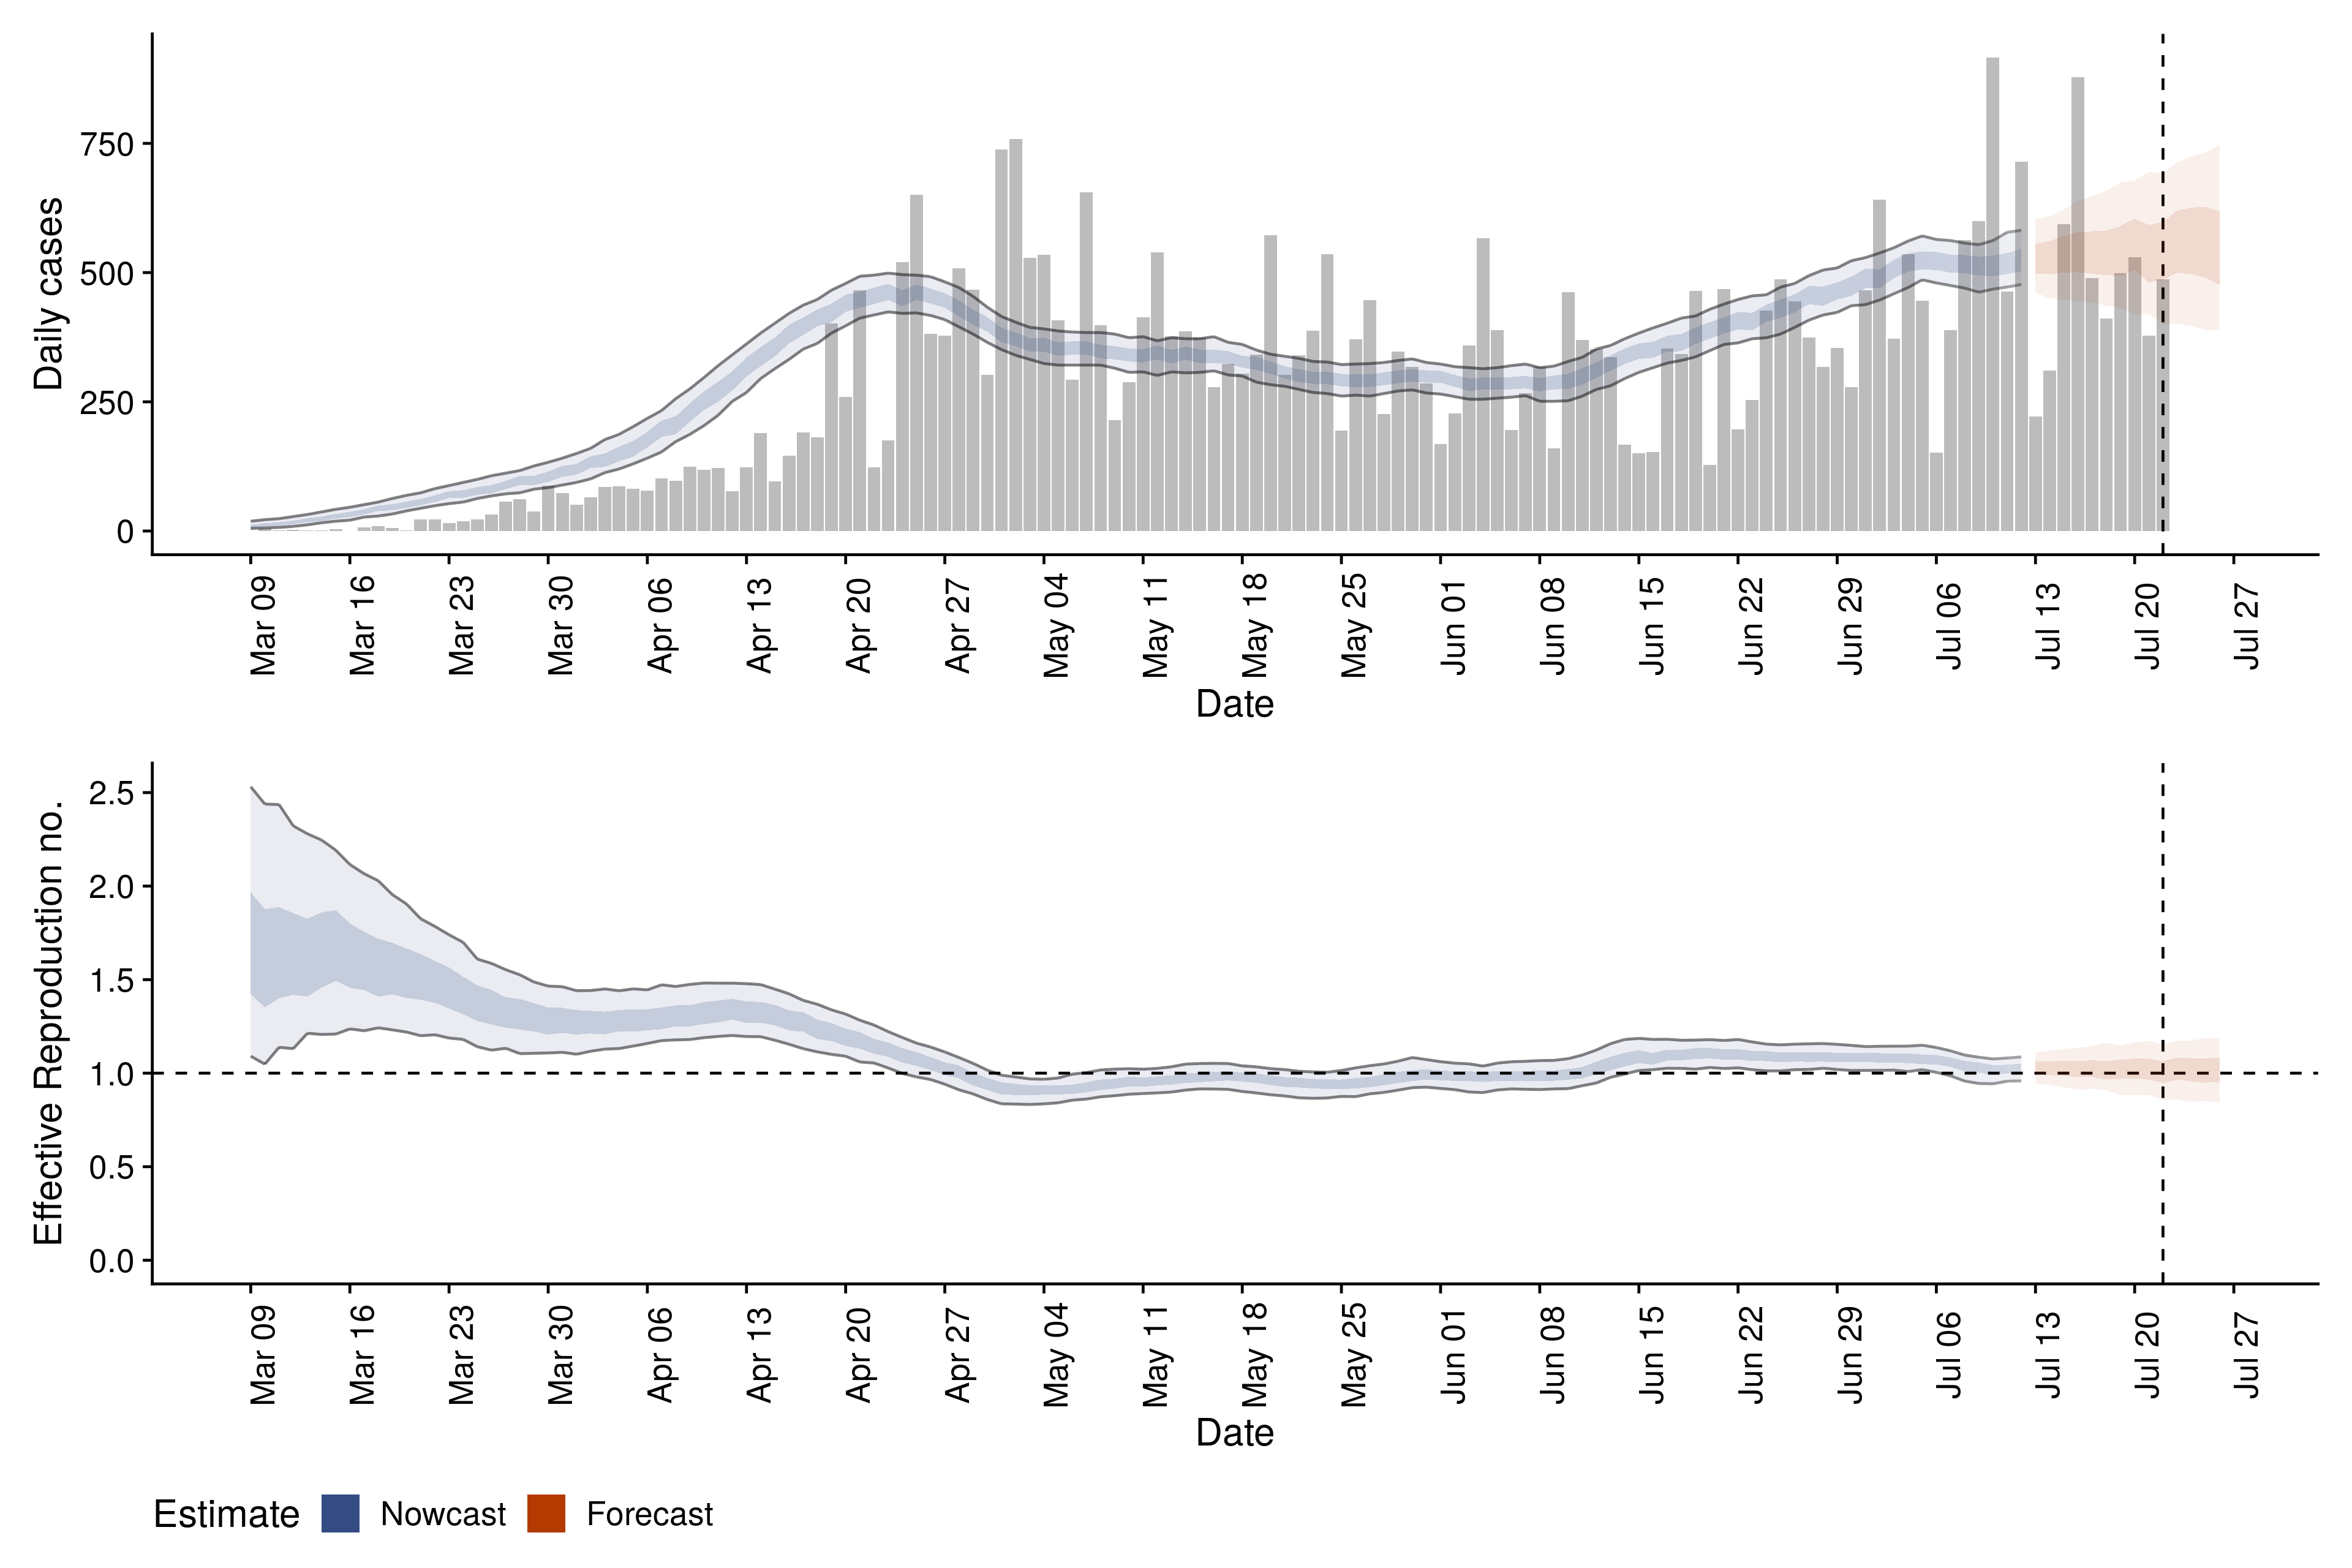 Daily cases
750
500
250
0
Mar 09
Mar 16
Mar 23
Mar 30
Apr 06
Apr 13
Apr 20
Apr 27
May 04
May 11
May 18
May 25
Jun 01
Jun 08
Jun 15
Jun 22
Jun 29
Jul 06
Jul 13
Jul 20
Jul 27
Date
Effective Reproduction no.
2.5
2.0
1.5
1.0
0.5
0.0
Mar 09
Mar 16
Mar 23
Mar 30
Apr 06
Apr 13
Apr 20
Apr 27
May 04
May 11
May 18
May 25
Jun 01
Jun 08
Jun 15
Jun 22
Jun 29
Jul 06
Jul 13
Jul 20
Jul 27
Date
Estimate Nowcast Forecast